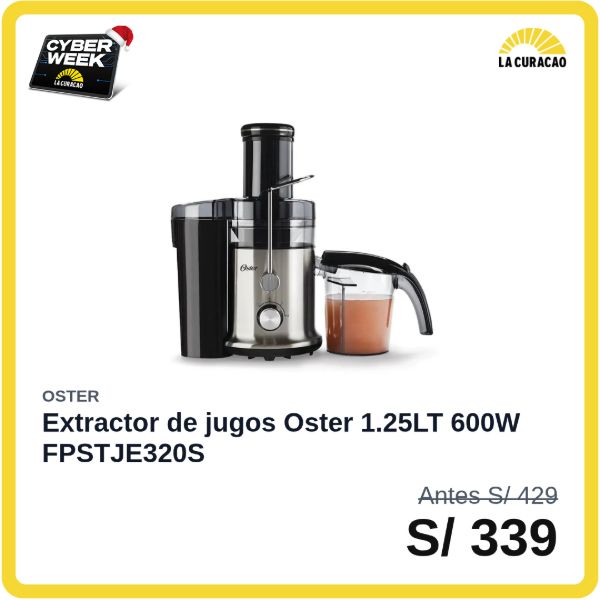 CYBER
WEEK
LA CURACAO
LA CURACAO
Oster
OSTER
Extractor de jugos Oster 1.25LT 600W
FPSTJE320S
Antes S/ 429
S/ 339